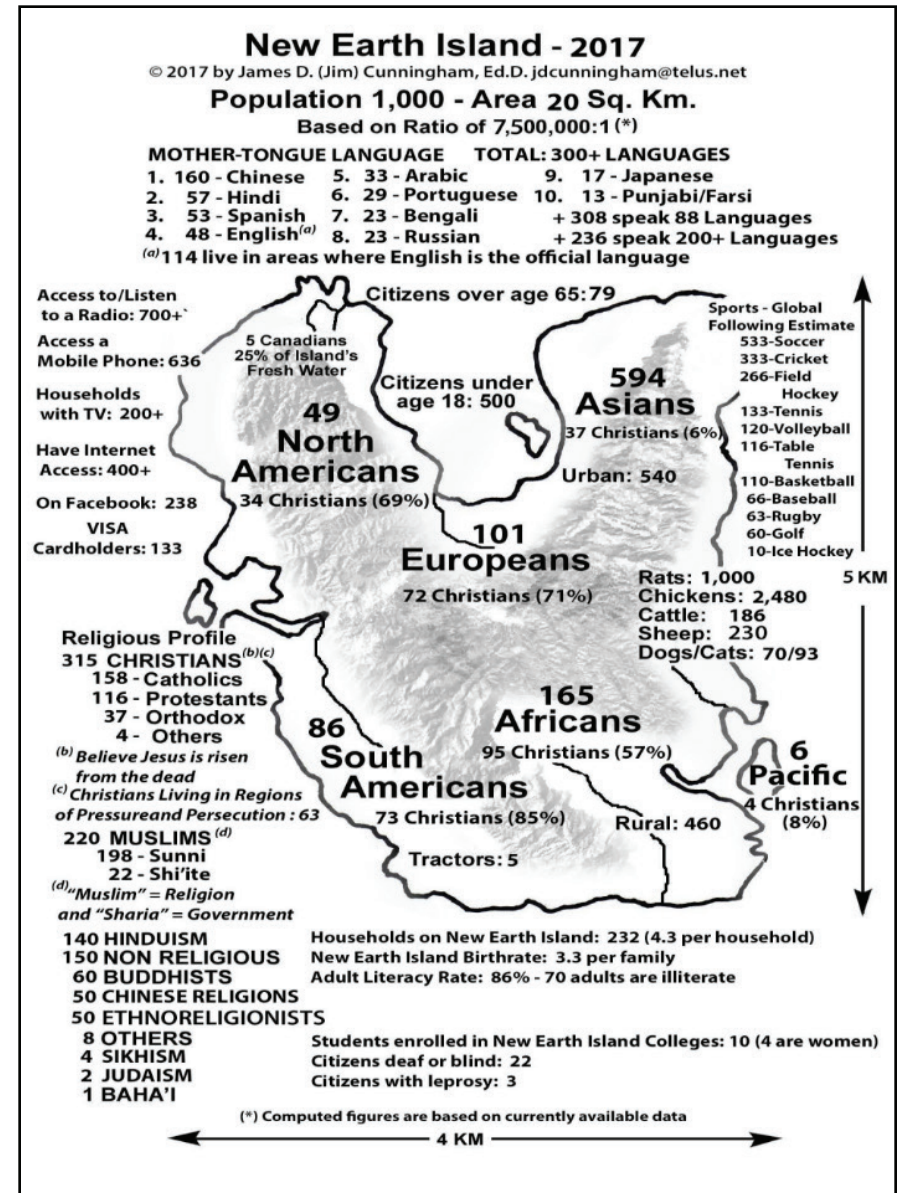 New Earth Island - 2017
© 2017 by James D. (Jim) Cunningham, Ed.D. jdcunningham@telus.net
Population 1,000 - Area 20 Sq. Km.
Based on Ratio of 7,500,000:1 (*)
MOTHER-TONGUE LANGUAGE TOTAL: 300+ LANGUAGES
1. 160 - Chinese
2. 57 - Hindi
3. 53 - Spanish
4. 48 - English(a)
5. 33 - Arabic
6. 29 - Portuguese
7. 23 - Bengali
8. 23 - Russian
9. 17 - Japanese
10. 13 - Punjabi/Farsi
+ 308 speak 88 Languages
+ 236 speak 200+ Languages
(a)114 live in areas where English is the official language
Access to/Listen
to a Radio: 700+`
Access a
Mobile Phone: 636
Households
with TV: 200+
Have Internet
Access: 400+
On Facebook: 238
VISA
Cardholders: 133
Citizens over age 65:79
5 Canadians
25% of Island's
Fresh Water
Citizens under
age 18: 500
49
North
Americans
34 Christians (69%)
594
Asians
37 Christians (6%)
Urban: 540
Sports - Global
Following Estimate
533-Soccer
333-Cricket
266-Field
Hockey
133-Tennis
120-Volleyball
116-Table
Tennis
110-Basketball
66-Baseball
63-Rugby
60-Golf
10-Ice Hockey
5 KM
101
Europeans
72 Christians (71%)
Rats: 1,000
Chickens: 2,480
Cattle: 186
Sheep: 230
Dogs/Cats: 70/93
165
Africans
95 Christians (57%)
86
South
Americans
73 Christians (85%)
6
Pacific
4 Christians
(8%)
Rural: 460
Tractors: 5
Religious Profile
315 CHRISTIANS(b)(c)
158 - Catholics
116 - Protestants
37 - Orthodox
4 - Others
(b) Believe Jesus is risen
from the dead
(c) Christians Living in Regions
of Pressureand Persecution : 63
220 MUSLIMS (d)
198 - Sunni
22 - Shi'ite
(d)"Muslim" = Religion
and "Sharia" = Government
140 HINDUISM
150 NON RELIGIOUS
60 BUDDHISTS
50 CHINESE RELIGIONS
50 ETHNORELIGIONISTS
8 OTHERS
4 SIKHISM
2 JUDAISM
1 BAHA'I
Households on New Earth Island: 232 (4.3 per household)
New Earth Island Birthrate: 3.3 per family
Adult Literacy Rate: 86% - 70 adults are illiterate
Students enrolled in New Earth Island Colleges: 10 (4 are women)
Citizens deaf or blind: 22
Citizens with leprosy: 3
(*) Computed figures are based on currently available data
4 KM